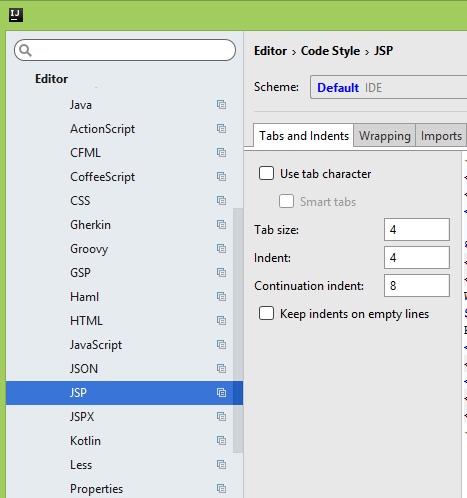 IJ
Editor
Java
ActionScript
CFML
CoffeeScript
CSS
Gherkin
Groovy
GSP
Haml
HTML
JavaScript
JSON
JSP
JSPX
Kotlin
Less
Properties
Editor › Code Style › JSP
Scheme: Default IDE
Tabs and Indents Wrapping Imports
Use tab character
Smart tabs
Tab size: 4
Indent: 4
Continuation indent: 8
Keep indents on empty lines